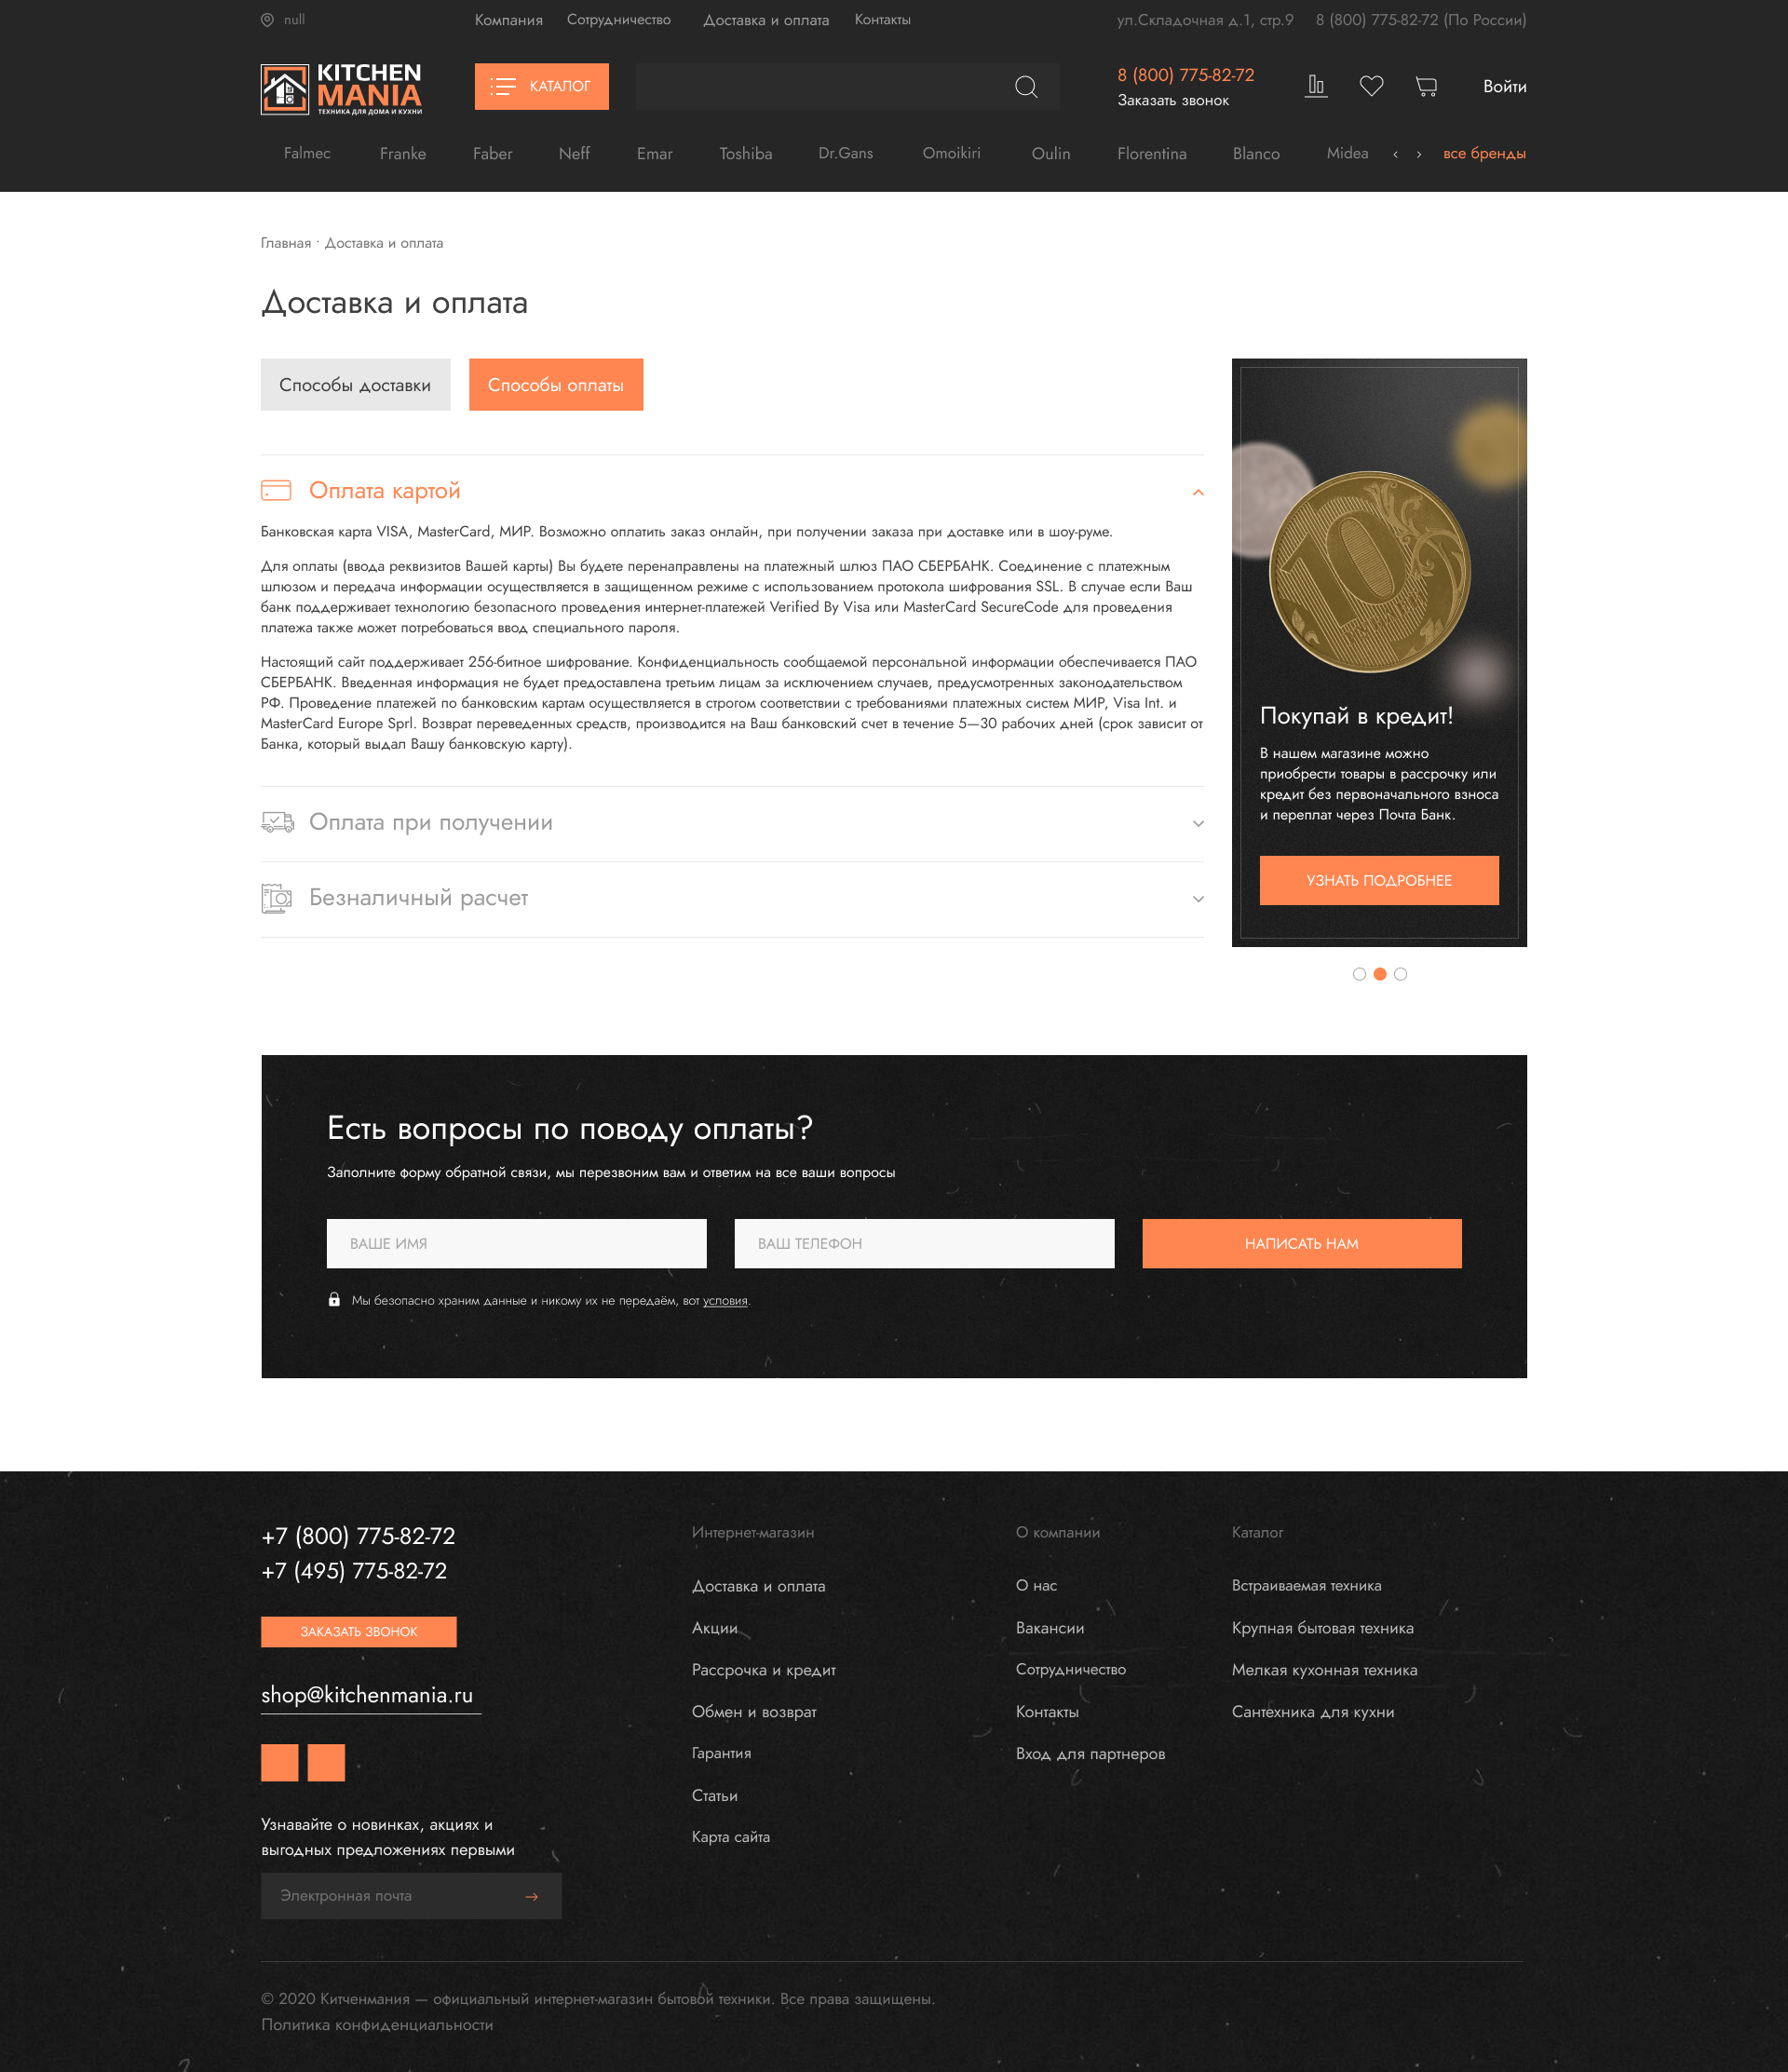 null
Компания Сотрудничество Доставка и оплата Контакты
ул.Складочная д.1, стр.9 8 (800) 775-82-72 (По России)
KITCHEN
MANIA
ТЕХНИКА ДЛЯ ДОМА И КУХНИ
КАТАЛОГ
8 (800) 775-82-72
Заказать звонок
Войти
Falmec Franke Faber Neff Emar Toshiba Dr.Gans Omoikiri Oulin Florentina Blanco Midea ‹ › все бренды
Главная · Доставка и оплата
Доставка и оплата
Способы доставки Способы оплаты
Оплата картой
Банковская карта VISA, MasterCard, МИР. Возможно оплатить заказ онлайн, при получении заказа при доставке или в шоу-руме.
Для оплаты (ввода реквизитов Вашей карты) Вы будете перенаправлены на платежный шлюз ПАО СБЕРБАНК. Соединение с платежным
шлюзом и передача информации осуществляется в защищенном режиме с использованием протокола шифрования SSL. В случае если Ваш
банк поддерживает технологию безопасного проведения интернет-платежей Verified By Visa или MasterCard SecureCode для проведения
платежа также может потребоваться ввод специального пароля.
Настоящий сайт поддерживает 256-битное шифрование. Конфиденциальность сообщаемой персональной информации обеспечивается ПАО
СБЕРБАНК. Введенная информация не будет предоставлена третьим лицам за исключением случаев, предусмотренных законодательством
РФ. Проведение платежей по банковским картам осуществляется в строгом соответствии с требованиями платежных систем МИР, Visa Int. и
MasterCard Europe Sprl. Возврат переведенных средств, производится на Ваш банковский счет в течение 5—30 рабочих дней (срок зависит от
Банка, который выдал Вашу банковскую карту).
Оплата при получении
Безналичный расчет
10
РУБЛЕЙ
Покупай в кредит!
В нашем магазине можно
приобрести товары в рассрочку или
кредит без первоначального взноса
и переплат через Почта Банк.
УЗНАТЬ ПОДРОБНЕЕ
Есть вопросы по поводу оплаты?
Заполните форму обратной связи, мы перезвоним вам и ответим на все ваши вопросы
ВАШЕ ИМЯ ВАШ ТЕЛЕФОН НАПИСАТЬ НАМ
Мы безопасно храним данные и никому их не передаём, вот условия.
+7 (800) 775-82-72
+7 (495) 775-82-72
ЗАКАЗАТЬ ЗВОНОК
shop@kitchenmania.ru
Узнавайте о новинках, акциях и
выгодных предложениях первыми
Электронная почта
Интернет-магазин
Доставка и оплата
Акции
Рассрочка и кредит
Обмен и возврат
Гарантия
Статьи
Карта сайта
О компании
О нас
Вакансии
Сотрудничество
Контакты
Вход для партнеров
Каталог
Встраиваемая техника
Крупная бытовая техника
Мелкая кухонная техника
Сантехника для кухни
© 2020 Китченмания — официальный интернет-магазин бытовой техники. Все права защищены.
Политика конфиденциальности